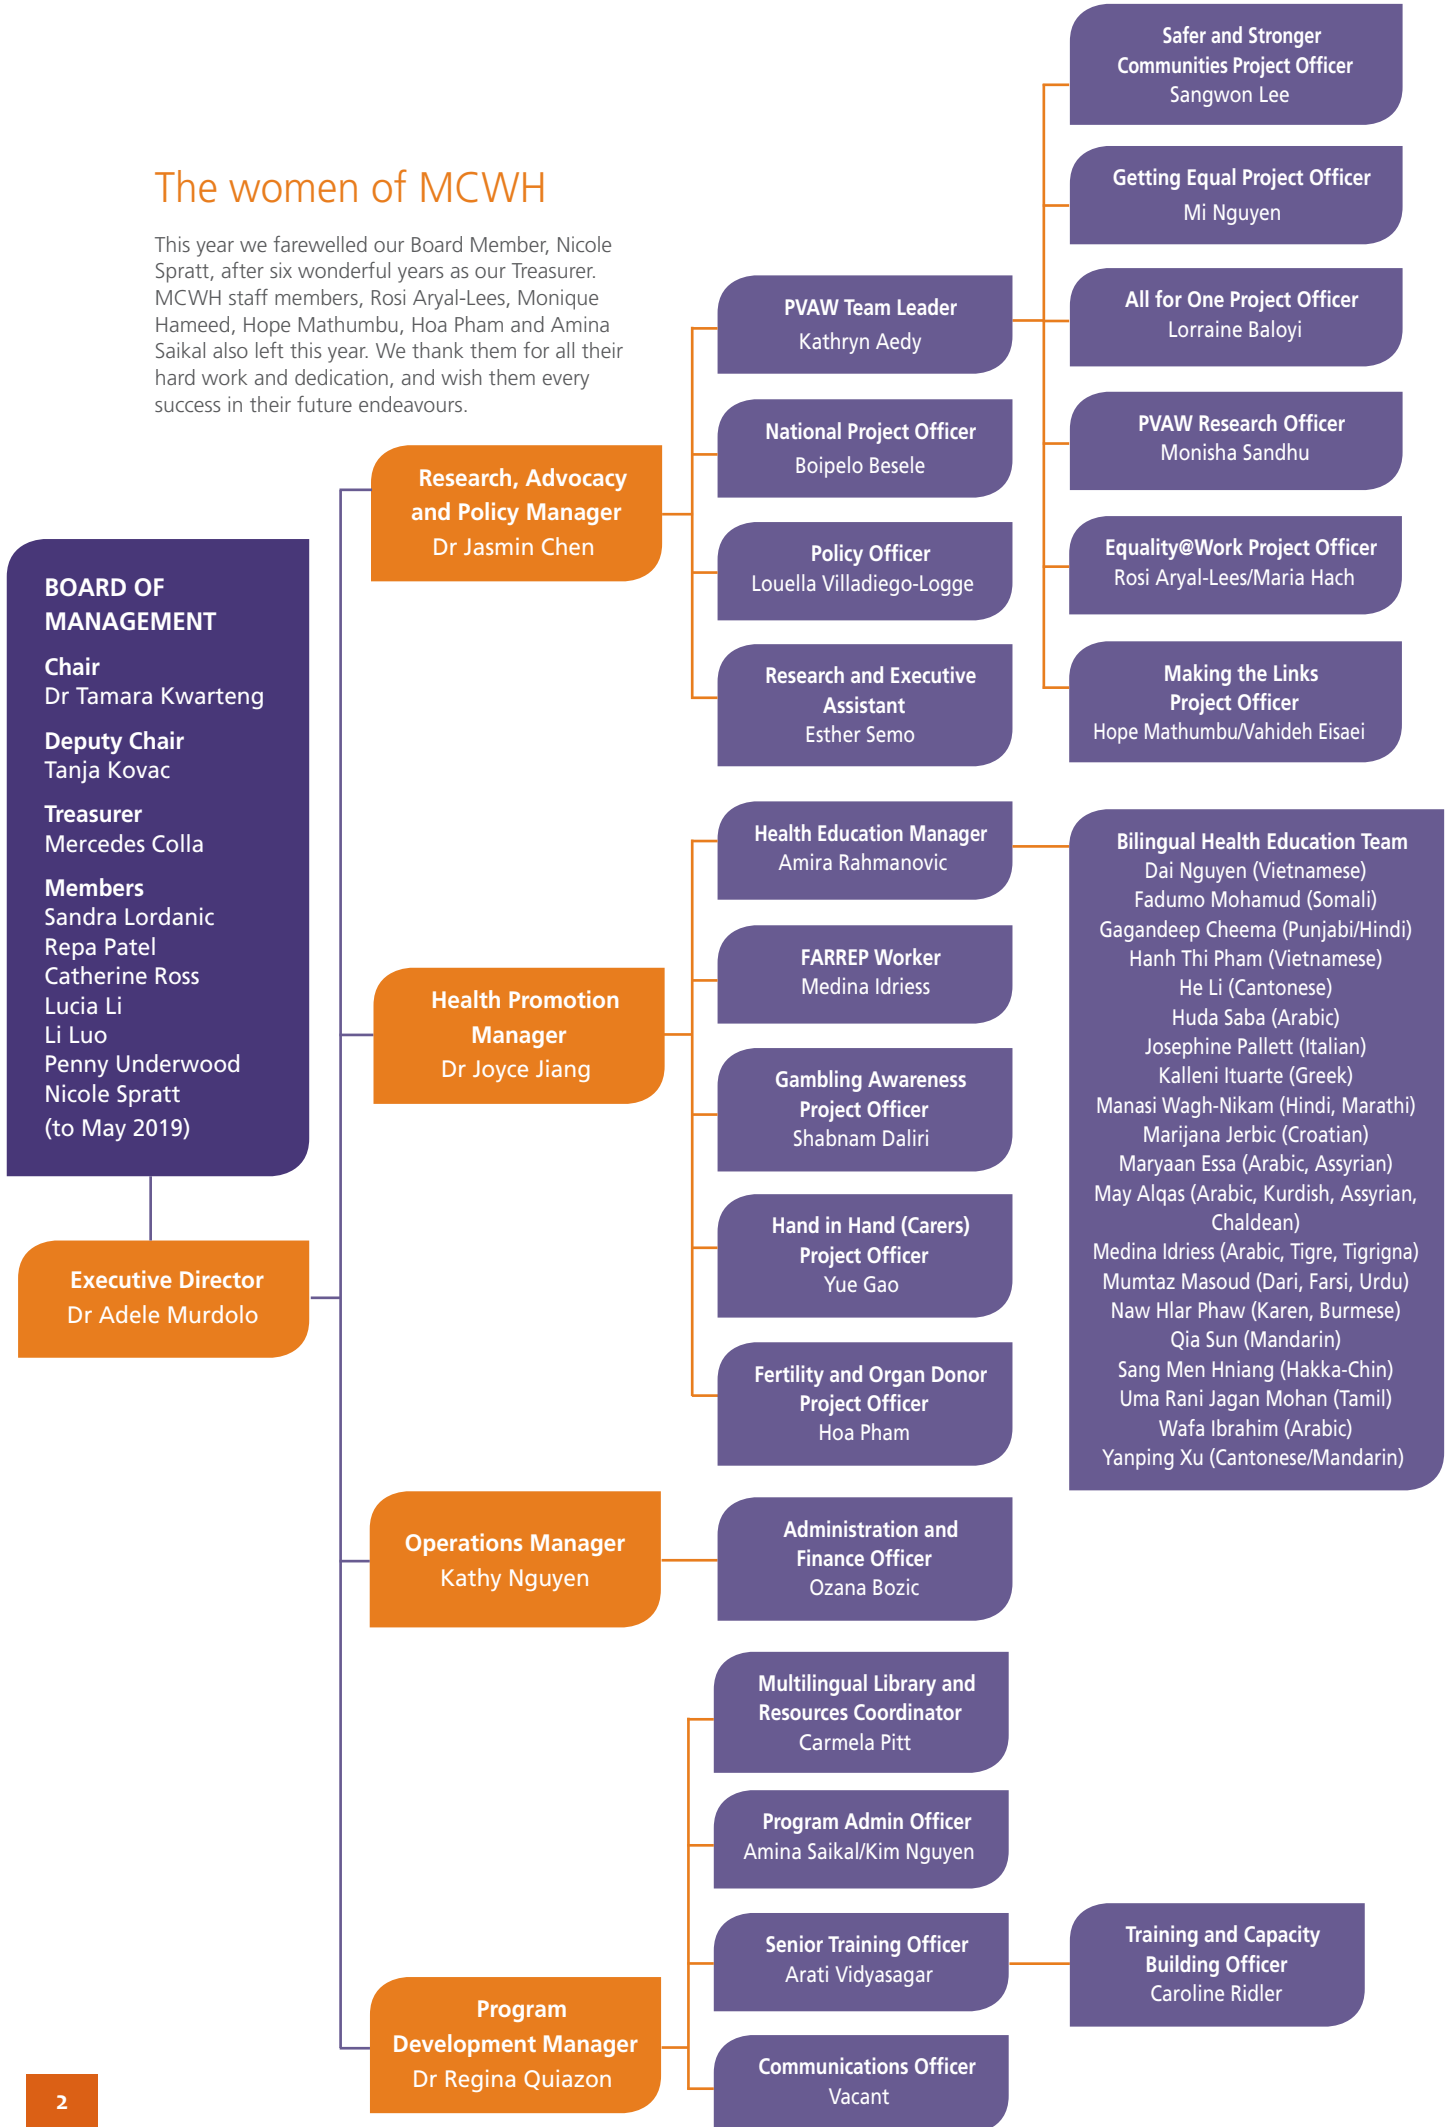 The women of MCWH
This year we farewelled our Board Member, Nicole
Spratt, after six wonderful years as our Treasurer.
MCWH staff members, Rosi Aryal-Lees, Monique
Hameed, Hope Mathumbu, Hoa Pham and Amina
Saikal also left this year. We thank them for all their
hard work and dedication, and wish them every
success in their future endeavours.
BOARD OF
MANAGEMENT
Chair
Dr Tamara Kwarteng
Deputy Chair
Tanja Kovac
Treasurer
Mercedes Colla
Members
Sandra Lordanic
Repa Patel
Catherine Ross
Lucia Li
Li Luo
Penny Underwood
Nicole Spratt
(to May 2019)
Executive Director
Dr Adele Murdolo
Research, Advocacy
and Policy Manager
Dr Jasmin Chen
PVAW Team Leader
Kathryn Aedy
Safer and Stronger
Communities Project Officer
Sangwon Lee
Getting Equal Project Officer
Mi Nguyen
All for One Project Officer
Lorraine Baloyi
PVAW Research Officer
Monisha Sandhu
Equality@Work Project Officer
Rosi Aryal-Lees/Maria Hach
Making the Links
Project Officer
Hope Mathumbu/Vahideh Eisaei
National Project Officer
Boipelo Besele
Policy Officer
Louella Villadiego-Logge
Research and Executive
Assistant
Esther Semo
Health Promotion
Manager
Dr Joyce Jiang
Health Education Manager
Amira Rahmanovic
Bilingual Health Education Team
Dai Nguyen (Vietnamese)
Fadumo Mohamud (Somali)
Gagandeep Cheema (Punjabi/Hindi)
Hanh Thi Pham (Vietnamese)
He Li (Cantonese)
Huda Saba (Arabic)
Josephine Pallett (Italian)
Kalleni Ituarte (Greek)
Manasi Wagh-Nikam (Hindi, Marathi)
Marijana Jerbic (Croatian)
Maryaan Essa (Arabic, Assyrian)
May Alqas (Arabic, Kurdish, Assyrian,
Chaldean)
Medina Idriess (Arabic, Tigre, Tigrigna)
Mumtaz Masoud (Dari, Farsi, Urdu)
Naw Hlar Phaw (Karen, Burmese)
Qia Sun (Mandarin)
Sang Men Hniang (Hakka-Chin)
Uma Rani Jagan Mohan (Tamil)
Wafa Ibrahim (Arabic)
Yanping Xu (Cantonese/Mandarin)
FARREP Worker
Medina Idriess
Gambling Awareness
Project Officer
Shabnam Daliri
Hand in Hand (Carers)
Project Officer
Yue Gao
Fertility and Organ Donor
Project Officer
Hoa Pham
Operations Manager
Kathy Nguyen
Administration and
Finance Officer
Ozana Bozic
Program
Development Manager
Dr Regina Quiazon
Multilingual Library and
Resources Coordinator
Carmela Pitt
Program Admin Officer
Amina Saikal/Kim Nguyen
Senior Training Officer
Arati Vidyasagar
Training and Capacity
Building Officer
Caroline Ridler
Communications Officer
Vacant
2